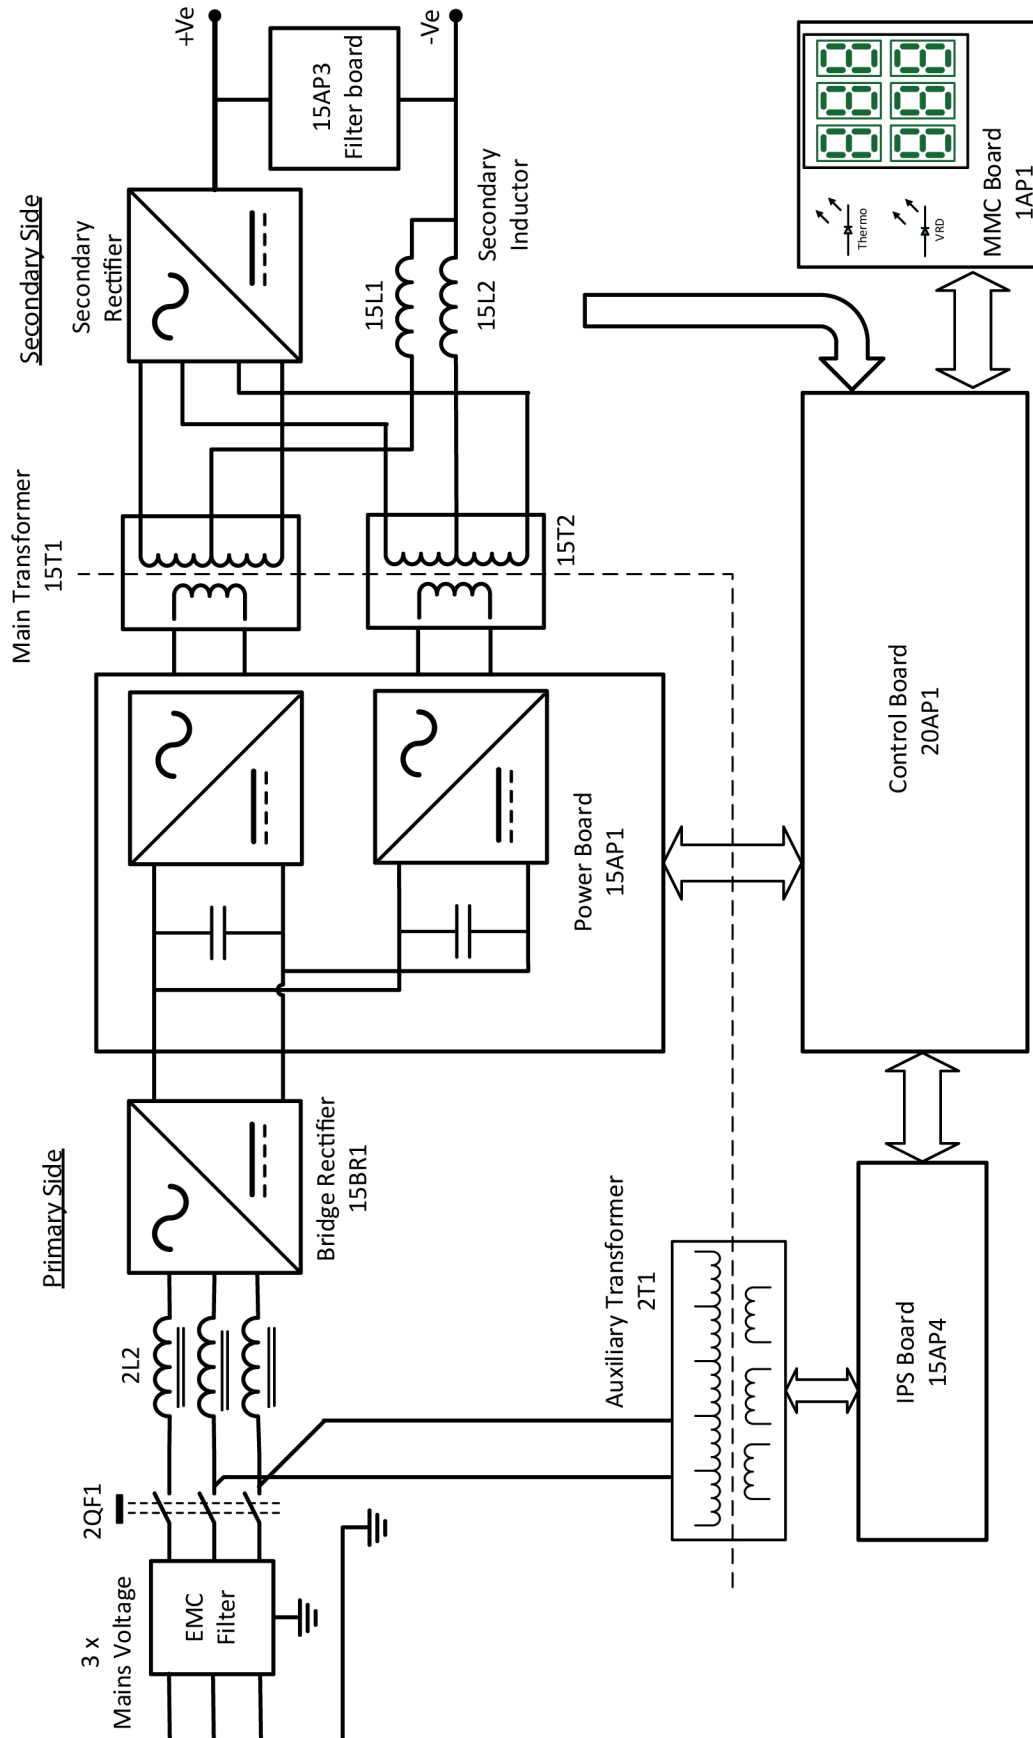 Primary Side
Secondary Side
3 x
Mains Voltage
EMC
Filter
2QF1
2L2
Bridge Rectifier
15BR1
Power Board
15AP1
Main Transformer
15T1
15T2
Secondary
Rectifier
15L1
15L2
Secondary
Inductor
15AP3
Filter board
+Ve
-Ve
Auxiliary Transformer
2T1
IPS Board
15AP4
Control Board
20AP1
Thermo
VRD
888
888
MMC Board
1AP1